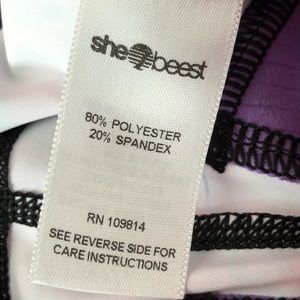 shebeest
80% POLYESTER
20% SPANDEX
RN 109814
SEE REVERSE SIDE FOR
CARE INSTRUCTIONS